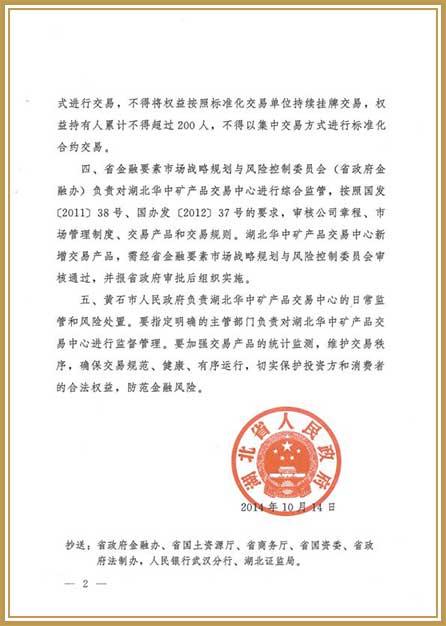 式进行交易，不得将权益按照标准化交易单位持续挂牌交易，权
益持有人累计不得超过 200 人，不得以集中交易方式进行标准化
合约交易。
四、省金融要素市场战略规划与风险控制委员会（省政府金
融办）负责对湖北华中矿产品交易中心进行综合监管，按照国发
〔2011〕38 号、国办发〔2012〕37 号的要求，审核公司章程、市
场管理制度、交易产品和交易规则。湖北华中矿产品交易中心新
增交易产品，需经省金融要素市场战略规划与风险控制委员会审
核通过，并报省政府审批后组织实施。
五、黄石市人民政府负责湖北华中矿产品交易中心的日常监
管和风险处置。要指定明确的主管部门负责对湖北华中矿产品交
易中心进行监督管理。要加强交易产品的统计监测，维护交易秩
序，确保交易规范、健康、有序运行，切实保护投资方和消费者
的合法权益，防范金融风险。
湖北省人民政府
2014 年 10 月 14 日
抄送：省政府金融办、省国土资源厅、省商务厅、省国资委、省政
府法制办，人民银行武汉分行、湖北证监局。
— 2 —